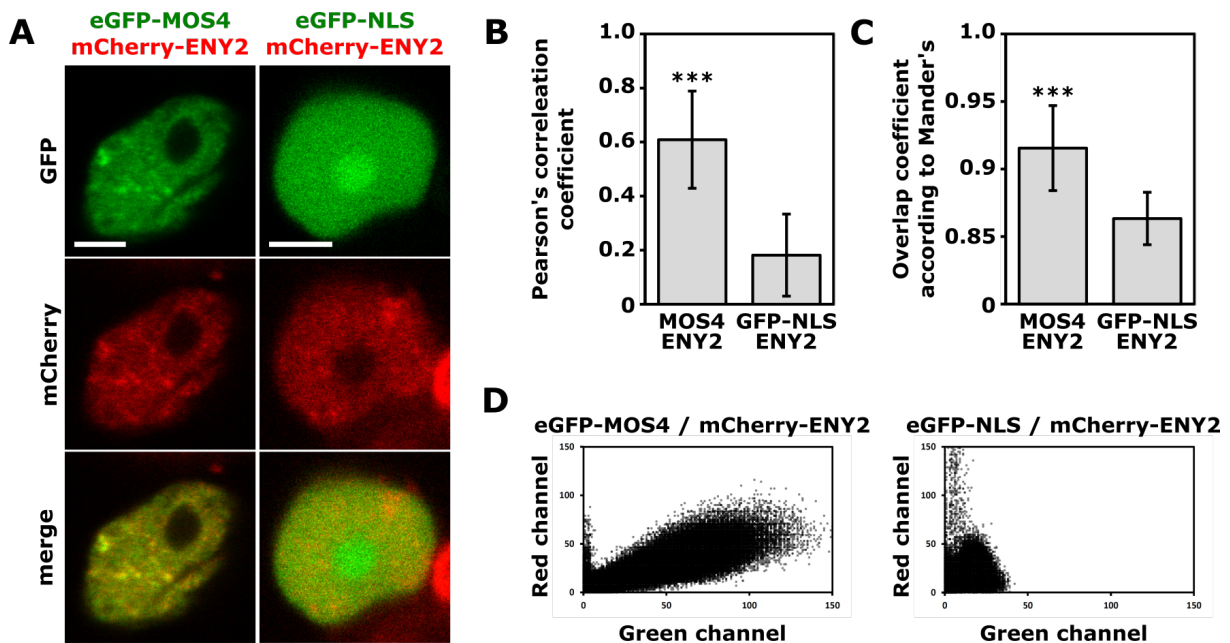 A
eGFP-MOS4
mCherry-ENY2
eGFP-NLS
mCherry-ENY2
GFP
mCherry
merge
B
Pearson's correleation
coefficient
1.0
0.8
0.6
0.4
0.2
0
***
MOS4
ENY2
GFP-NLS
ENY2
C
Overlap coefficient
according to Mander's
1.0
0.95
0.9
0.85
0
***
MOS4
ENY2
GFP-NLS
ENY2
D
eGFP-MOS4 / mCherry-ENY2
Red channel
150
100
50
0
0
50
100
150
Green channel
eGFP-NLS / mCherry-ENY2
Red channel
150
100
50
0
0
50
100
150
Green channel